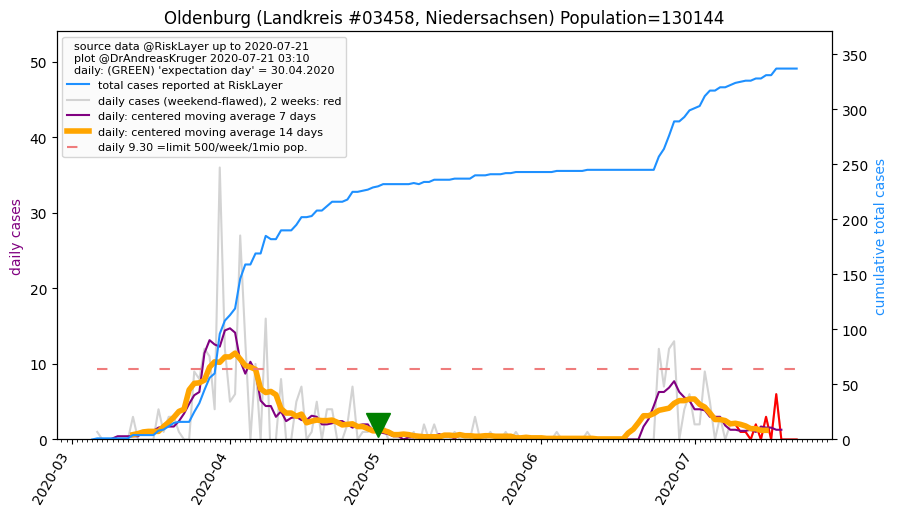 Oldenburg (Landkreis #03458, Niedersachsen) Population=130144
source data @RiskLayer up to 2020-07-21
plot @DrAndreasKruger 2020-07-21 03:10
daily: (GREEN) 'expectation day' = 30.04.2020
total cases reported at RiskLayer
daily cases (weekend-flawed), 2 weeks: red
daily: centered moving average 7 days
daily: centered moving average 14 days
daily 9.30 =limit 500/week/1mio pop.
daily cases
50
40
30
20
10
0
cumulative total cases
350
300
250
200
150
100
50
0
2020-03
2020-04
2020-05
2020-06
2020-07